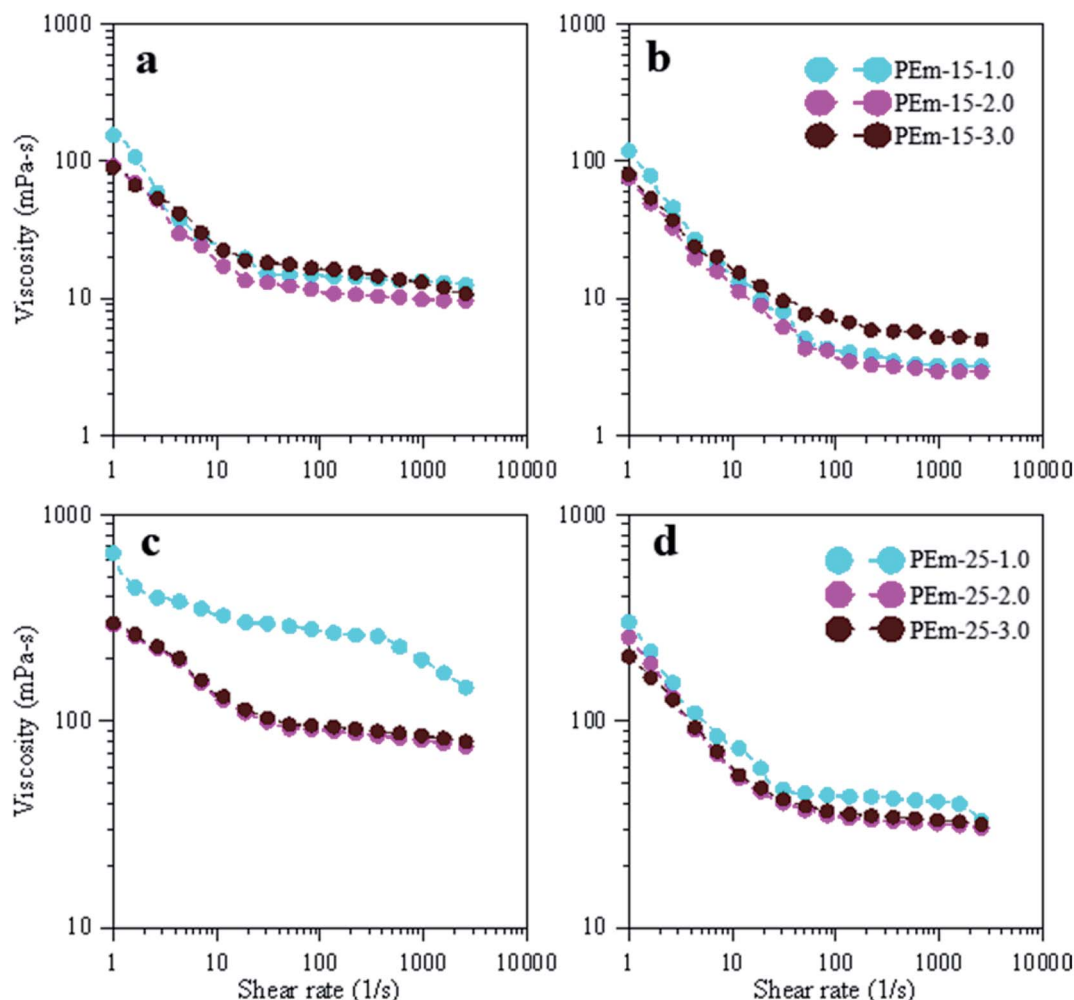 a
Viscosity (mPa-s)
1000
100
10
1
1 10 100 1000 10000
b
1000
100
10
1
1 10 100 1000 10000
PEm-15-1.0
PEm-15-2.0
PEm-15-3.0
c
Viscosity (mPa-s)
1000
100
10
1 10 100 1000 10000
Shear rate (1/s)
d
1000
100
10
1 10 100 1000 10000
Shear rate (1/s)
PEm-25-1.0
PEm-25-2.0
PEm-25-3.0